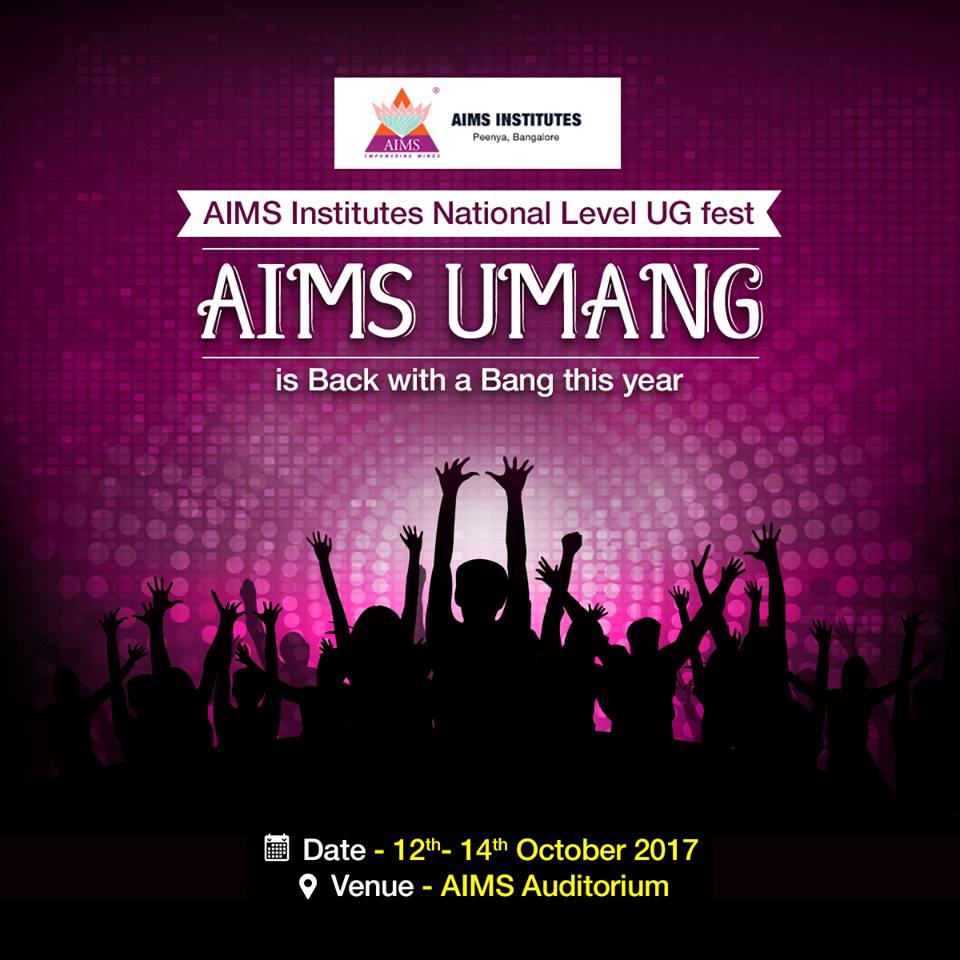 ®
AIMS
EMPOWERING MINDS
AIMS INSTITUTES
Peenya, Bangalore
AIMS Institutes National Level UG fest
AIMS UMANG
is Back with a Bang this year
Date - 12th- 14th October 2017
Venue - AIMS Auditorium